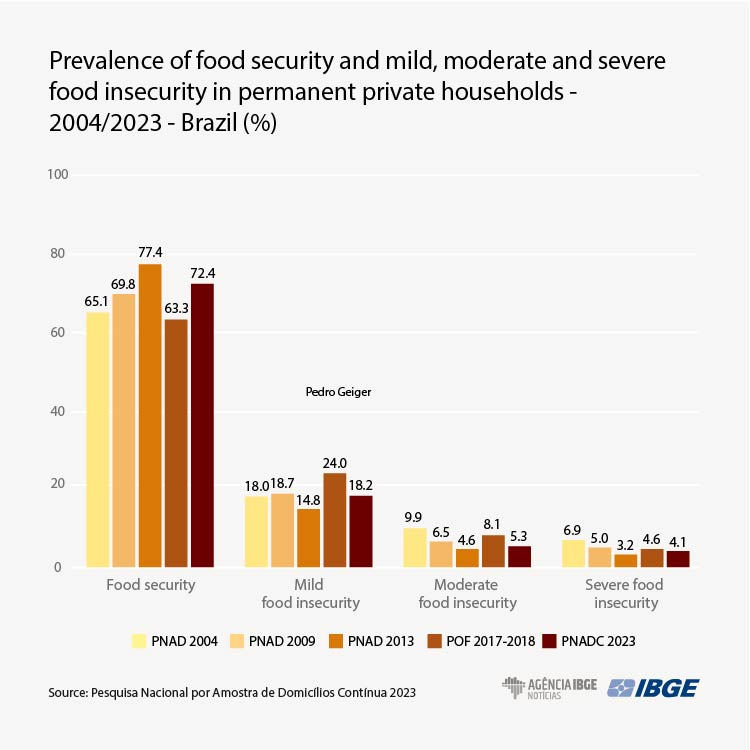 Prevalence of food security and mild, moderate and severe
food insecurity in permanent private households -
2004/2023 - Brazil (%)
100
80
60
40
20
0
65.1
69.8
77.4
63.3
72.4
Pedro Geiger
18.0
18.7
14.8
24.0
18.2
9.9
6.5
4.6
8.1
5.3
6.9
5.0
3.2
4.6
4.1
Food security
Mild
food insecurity
Moderate
food insecurity
Severe food
insecurity
PNAD 2004
PNAD 2009
PNAD 2013
POF 2017-2018
PNADC 2023
Source: Pesquisa Nacional por Amostra de Domicílios Contínua 2023
AGÊNCIA IBGE
NOTÍCIAS
IBGE